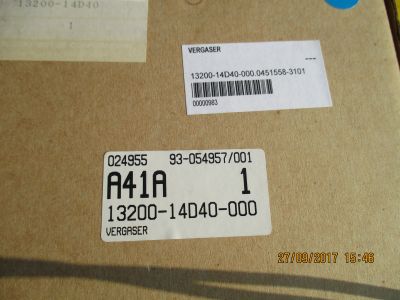 13200-14D40
1
VERGASER
---
13200-14D40-000.0451558-3101
00000983
024955 93-054957/001
A41A 1
13200-14D40-000
VERGASER
27/09/2017 15:46